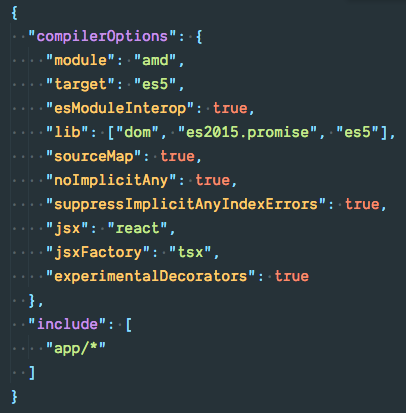 {
  "compilerOptions": {
    "module": "amd",
    "target": "es5",
    "esModuleInterop": true,
    "lib": ["dom", "es2015.promise", "es5"],
    "sourceMap": true,
    "noImplicitAny": true,
    "suppressImplicitAnyIndexErrors": true,
    "jsx": "react",
    "jsxFactory": "tsx",
    "experimentalDecorators": true
  },
  "include": [
    "app/*"
  ]
}